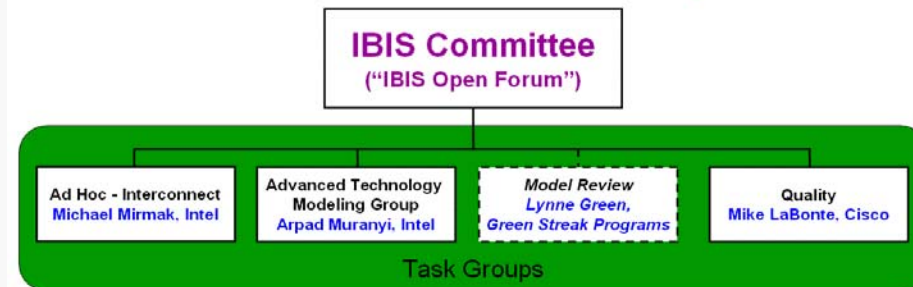 IBIS Committee
(“IBIS Open Forum”)
Ad Hoc - Interconnect
Michael Mirmak, Intel
Advanced Technology
Modeling Group
Arpad Muranyi, Intel
Model Review
Lynne Green,
Green Streak Programs
Quality
Mike LaBonte, Cisco
Task Groups